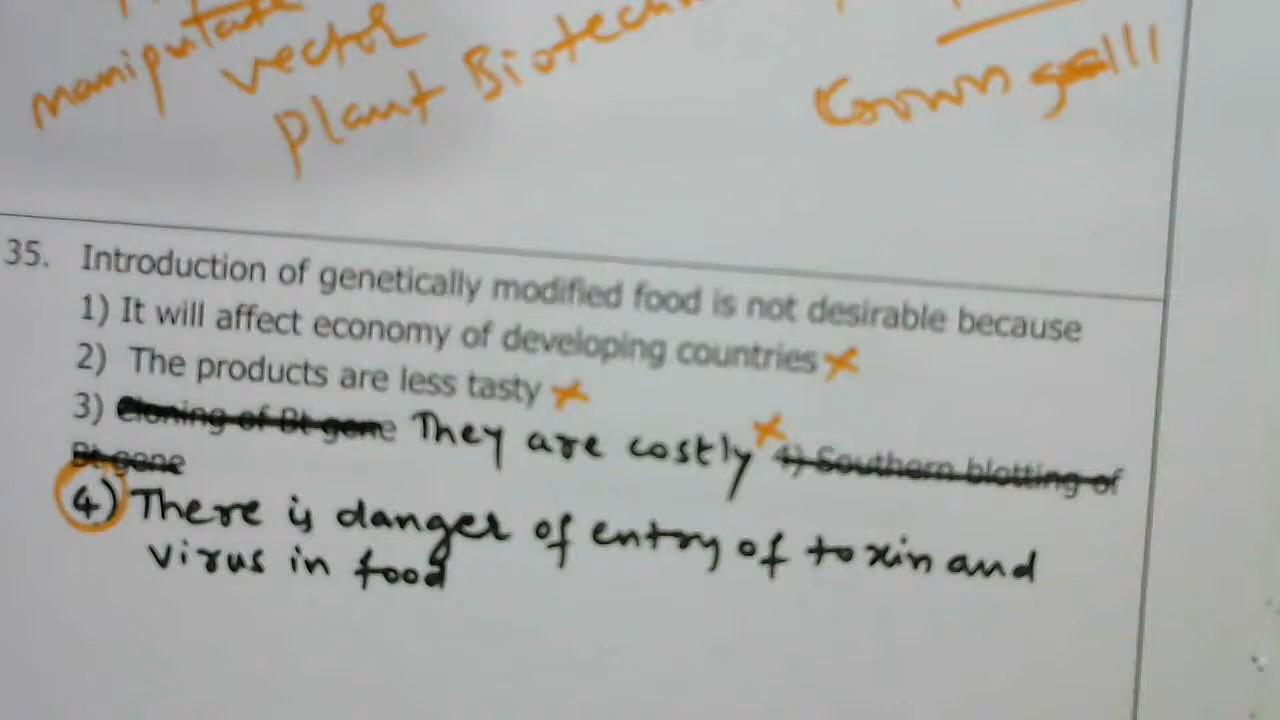 manipulate
vector
Plant Biotech
Crown galll
35. Introduction of genetically modified food is not desirable because
1) It will affect economy of developing countries ×
2) The products are less tasty ×
3) Cloning of Bt gene They are costly × 4) Southern blotting of
Bt gene
4) There is danger of entry of toxin and
virus in food